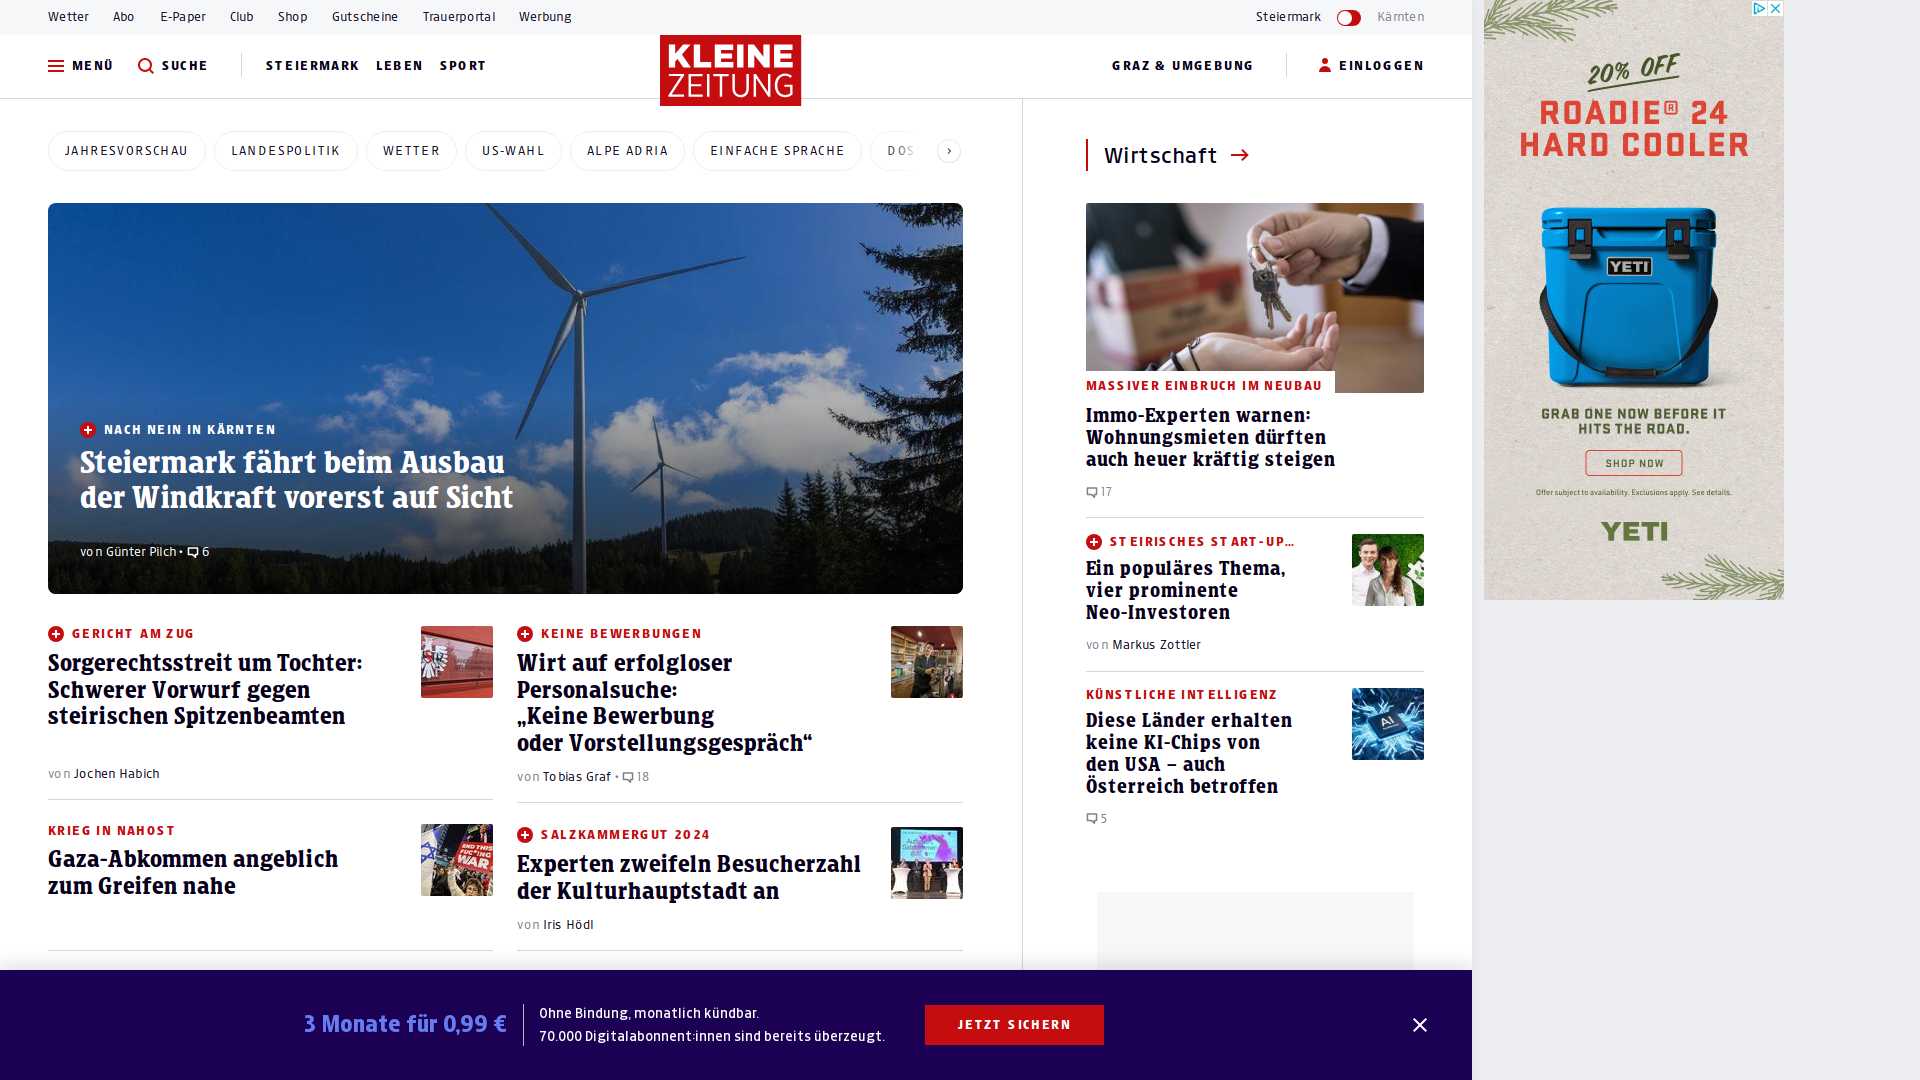 Wetter Abo E-Paper Club Shop Gutscheine Trauerportal Werbung
Steiermark Kärnten
MENÜ SUCHE STEIERMARK LEBEN SPORT
KLEINE
ZEITUNG
GRAZ & UMGEBUNG EINLOGGEN
JAHRESVORSCHAU LANDESPOLITIK WETTER US-WAHL ALPE ADRIA EINFACHE SPRACHE DOS
NACH NEIN IN KÄRNTEN
Steiermark fährt beim Ausbau
der Windkraft vorerst auf Sicht
von Günter Pilch • 6
GERICHT AM ZUG
Sorgerechtsstreit um Tochter:
Schwerer Vorwurf gegen
steirischen Spitzenbeamten
von Jochen Habich
KEINE BEWERBUNGEN
Wirt auf erfolgloser
Personalsuche:
„Keine Bewerbung
oder Vorstellungsgespräch“
von Tobias Graf • 18
KRIEG IN NAHOST
Gaza-Abkommen angeblich
zum Greifen nahe
END THIS
WAR
SALZKAMMERGUT 2024
Experten zweifeln Besucherzahl
der Kulturhauptstadt an
von Iris Hödl
Wirtschaft
MASSIVER EINBRUCH IM NEUBAU
Immo-Experten warnen:
Wohnungsmieten dürften
auch heuer kräftig steigen
17
STEIRISCHES START-UP…
Ein populäres Thema,
vier prominente
Neo-Investoren
von Markus Zottler
KÜNSTLICHE INTELLIGENZ
Diese Länder erhalten
keine KI-Chips von
den USA – auch
Österreich betroffen
AI
5
20% OFF
ROADIE® 24
HARD COOLER
YETI
GRAB ONE NOW BEFORE IT
HITS THE ROAD.
SHOP NOW
Offer subject to availability. Exclusions apply. See details.
YETI
3 Monate für 0,99 €
Ohne Bindung, monatlich kündbar.
70.000 Digitalabonnent:innen sind bereits überzeugt.
JETZT SICHERN